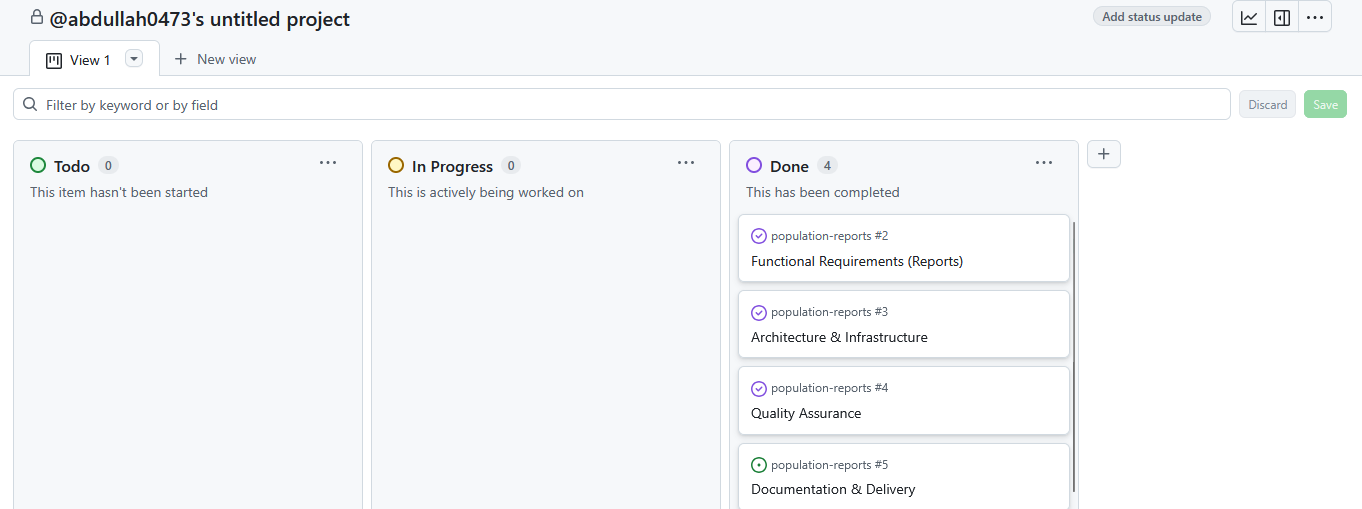 @abdullah0473's untitled project
Add status update
View 1
New view
Filter by keyword or by field
Discard
Save
Todo 0
This item hasn't been started
In Progress 0
This is actively being worked on
Done 4
This has been completed
population-reports #2
Functional Requirements (Reports)
population-reports #3
Architecture & Infrastructure
population-reports #4
Quality Assurance
population-reports #5
Documentation & Delivery